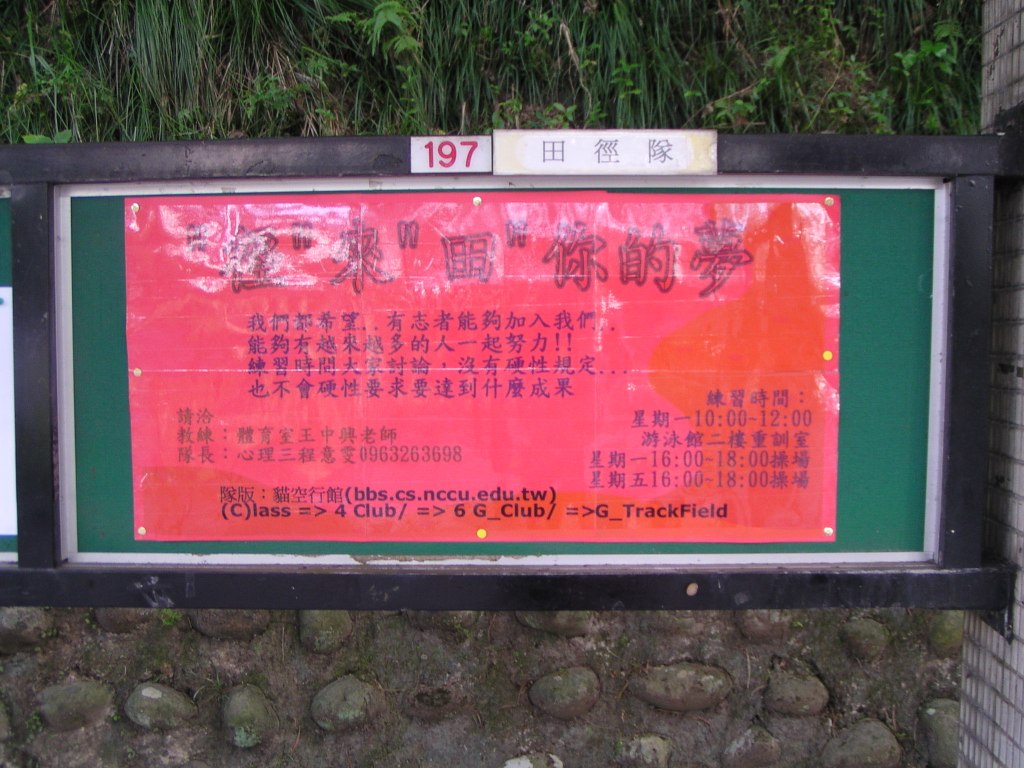 197
田徑隊
"徑"來"田"你的夢
我們都希望...有志者能夠加入我們..
能夠有越來越多的人一起努力!!
練習時間大家討論，沒有硬性規定...
也不會硬性要求要達到什麼成果
請洽
教練：體育室王中興老師
隊長：心理三程意雯0963263698
練習時間：
星期一10:00~12:00
游泳館二樓重訓室
星期一16:00~18:00操場
星期五16:00~18:00操場
隊版：貓空行館(bbs.cs.nccu.edu.tw)
(C)lass => 4 Club/ => 6 G_Club/ =>G_TrackField